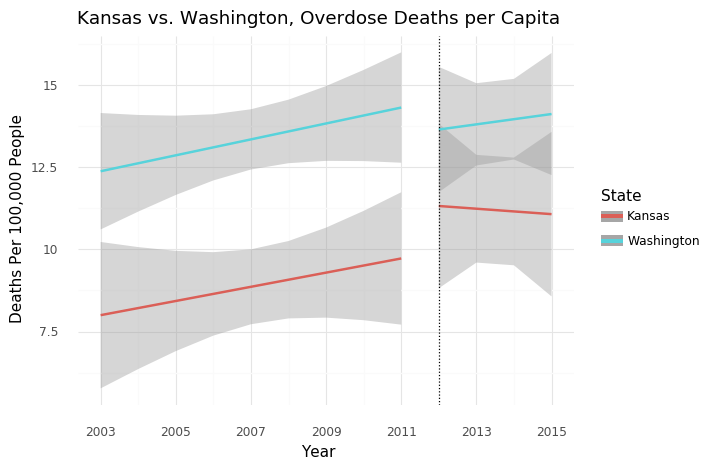 Kansas vs. Washington, Overdose Deaths per Capita
15
12.5
10
7.5
Deaths Per 100,000 People
2003 2005 2007 2009 2011 2013 2015
Year
State
Kansas
Washington